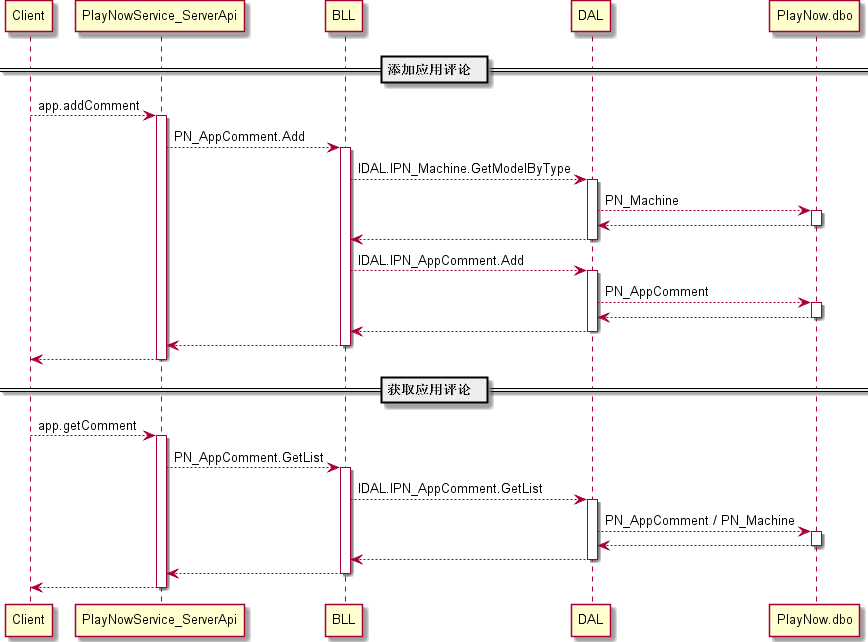 Client
PlayNowService_ServerApi
BLL
DAL
PlayNow.dbo
添加应用评论
app.addComment
PN_AppComment.Add
IDAL.IPN_Machine.GetModelByType
PN_Machine
IDAL.IPN_AppComment.Add
PN_AppComment
获取应用评论
app.getComment
PN_AppComment.GetList
IDAL.IPN_AppComment.GetList
PN_AppComment / PN_Machine
Client
PlayNowService_ServerApi
BLL
DAL
PlayNow.dbo